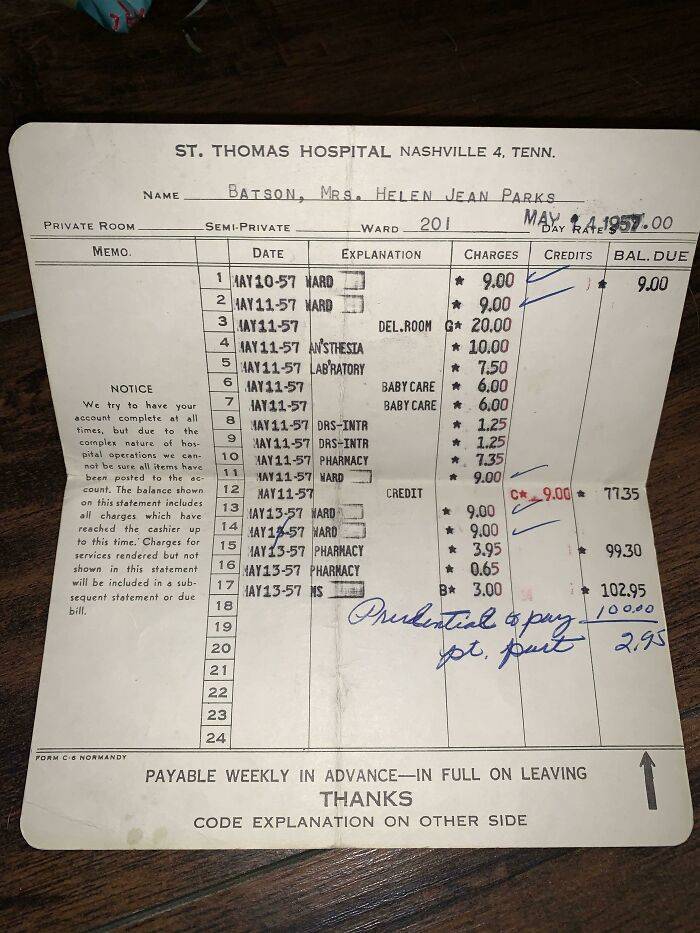 ST. THOMAS HOSPITAL NASHVILLE 4, TENN.
NAME BATSON, MRS. HELEN JEAN PARKS
PRIVATE ROOM SEMI-PRIVATE WARD 201 MAY 14 1957 DAY RATE $ .00
MEMO. DATE EXPLANATION CHARGES CREDITS BAL. DUE
1 MAY10-57 WARD * 9.00 * 9.00
2 MAY11-57 WARD * 9.00
3 MAY11-57 DEL.ROOM G* 20.00
4 MAY11-57 AN'STHESIA * 10.00
5 MAY11-57 LAB'RATORY * 7.50
6 MAY11-57 BABY CARE * 6.00
7 MAY11-57 BABY CARE * 6.00
8 MAY11-57 DRS-INTR * 1.25
9 MAY11-57 DRS-INTR * 1.25
10 MAY11-57 PHARMACY * 7.35
11 MAY11-57 WARD * 9.00
12 MAY11-57 CREDIT C* 9.00 * 77.35
13 MAY13-57 WARD * 9.00
14 MAY13-57 WARD * 9.00
15 MAY13-57 PHARMACY * 3.95 * 99.30
16 MAY13-57 PHARMACY * 0.65
17 MAY13-57 MS B* 3.00 * 102.95
18
19
20
21
22
23
24
Prudential to pay 100.00
pt. part 2.95
NOTICE
We try to have your
account complete at all
times, but due to the
complex nature of hos-
pital operations we can-
not be sure all items have
been posted to the ac-
count. The balance shown
on this statement includes
all charges which have
reached the cashier up
to this time. Charges for
services rendered but not
shown in this statement
will be included in a sub-
sequent statement or due
bill.
FORM C-6 NORMANDY
PAYABLE WEEKLY IN ADVANCE—IN FULL ON LEAVING
THANKS
CODE EXPLANATION ON OTHER SIDE